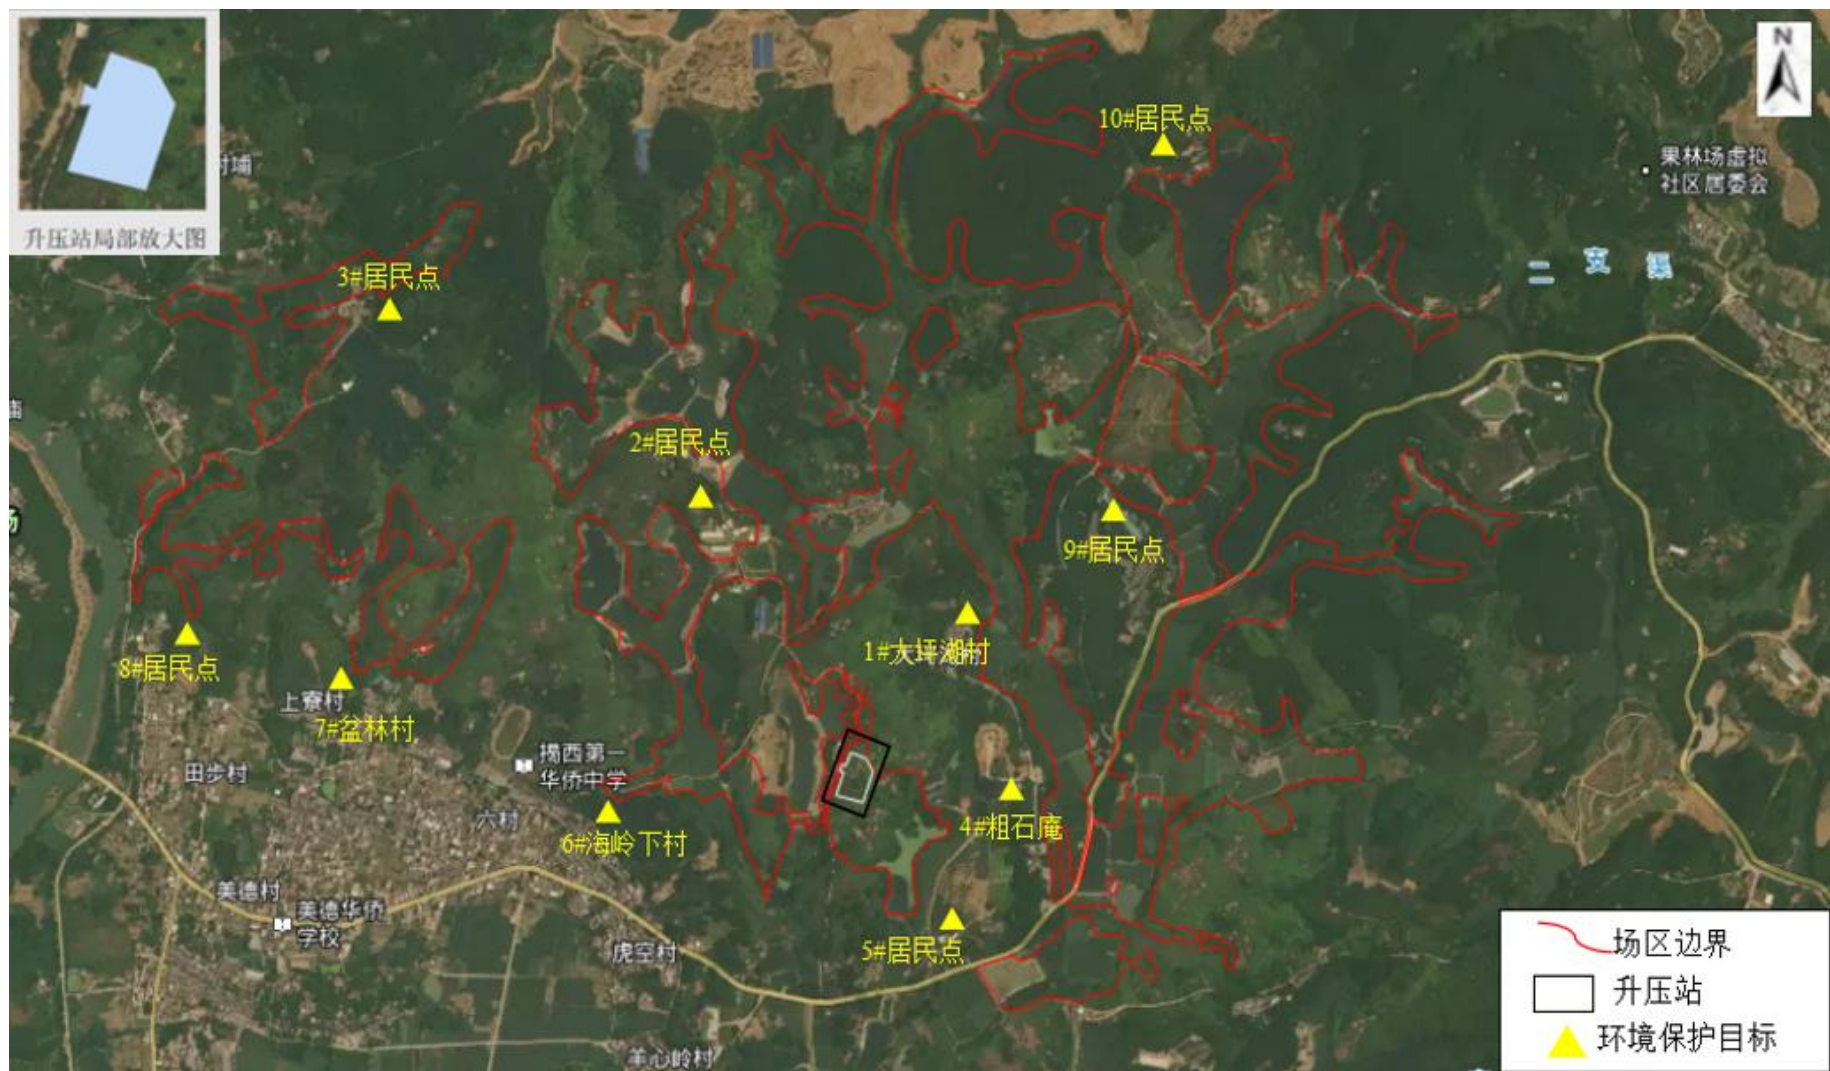 N
升压站局部放大图
村埔
10#居民点
果林场虚拟
社区居委会
二支渠
3#居民点
庙
2#居民点
场
9#居民点
1#大坪湖村
8#居民点
上寮村
7#盆林村
田步村
揭西第一
华侨中学
六村
6#海岭下村
4#粗石庵
美德村
美德华侨
学校
虎空村
5#居民点
羊心岭村
场区边界
升压站
环境保护目标